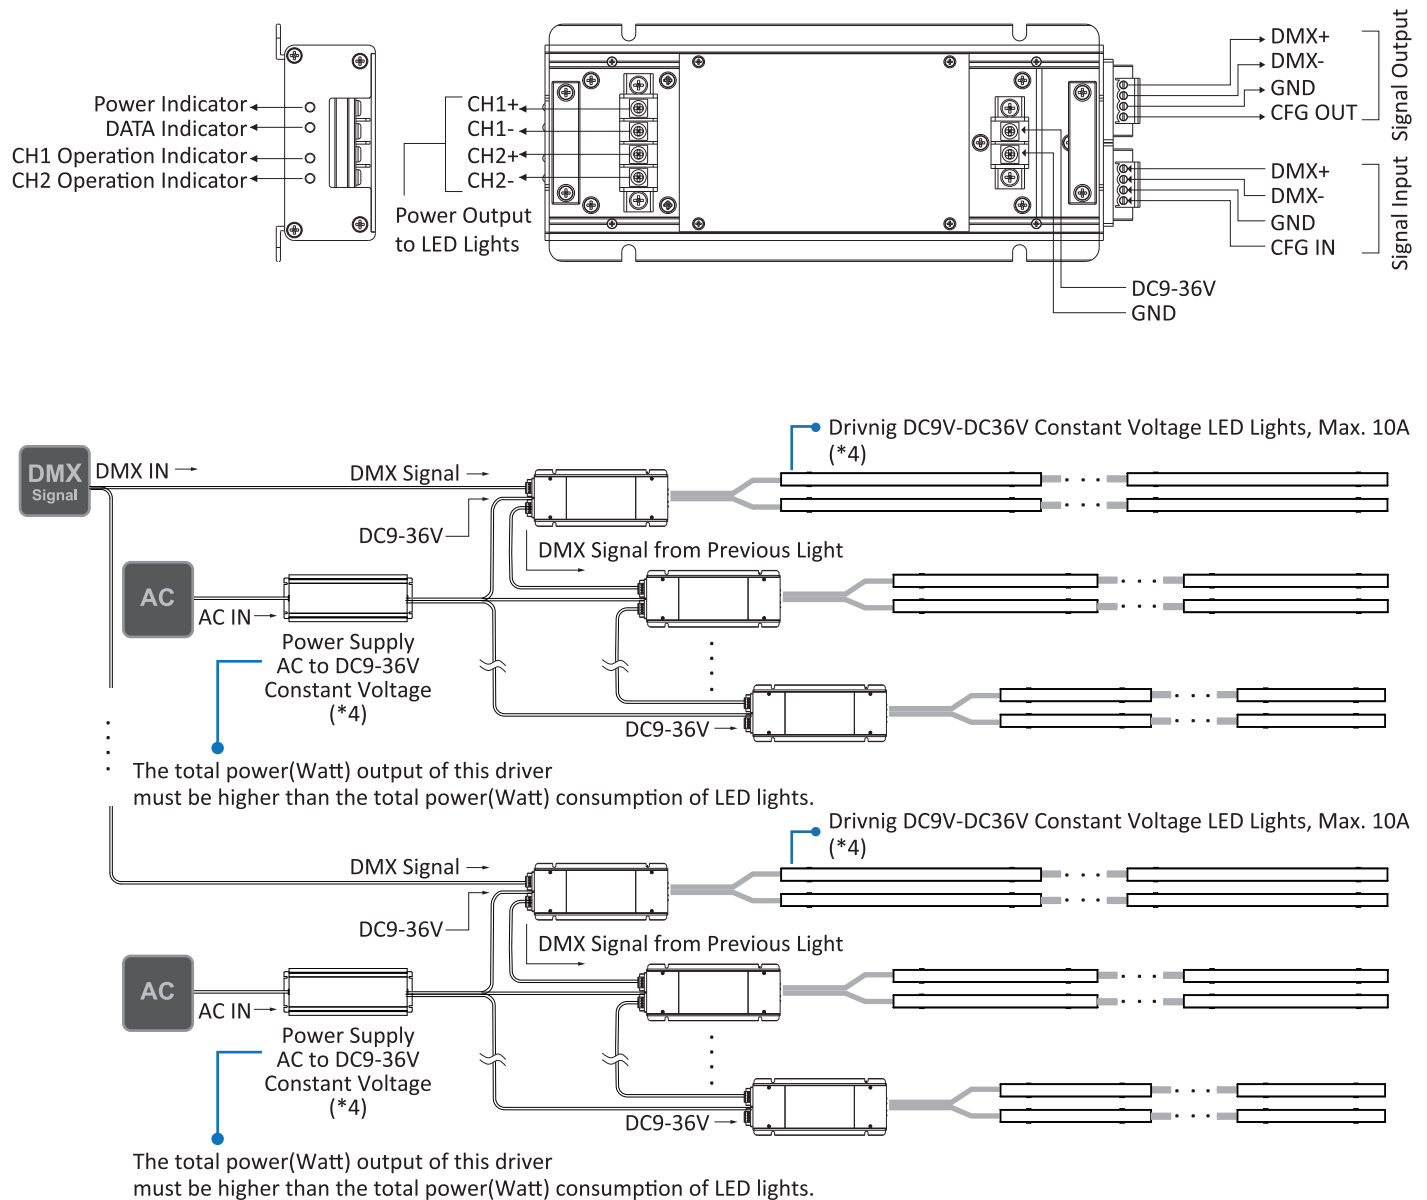 Power Indicator
DATA Indicator
CH1 Operation Indicator
CH2 Operation Indicator
CH1+
CH1-
CH2+
CH2-
Power Output
to LED Lights
DMX+
DMX-
GND
CFG OUT
Signal Output
DMX+
DMX-
GND
CFG IN
Signal Input
DC9-36V
GND
DMX
Signal
DMX IN
DMX Signal
DC9-36V
Drivnig DC9V-DC36V Constant Voltage LED Lights, Max. 10A
(*4)
DMX Signal from Previous Light
AC
AC IN
Power Supply
AC to DC9-36V
Constant Voltage
(*4)
DC9-36V
The total power(Watt) output of this driver
must be higher than the total power(Watt) consumption of LED lights.
Drivnig DC9V-DC36V Constant Voltage LED Lights, Max. 10A
(*4)
DMX Signal
DC9-36V
DMX Signal from Previous Light
AC
AC IN
Power Supply
AC to DC9-36V
Constant Voltage
(*4)
DC9-36V
The total power(Watt) output of this driver
must be higher than the total power(Watt) consumption of LED lights.